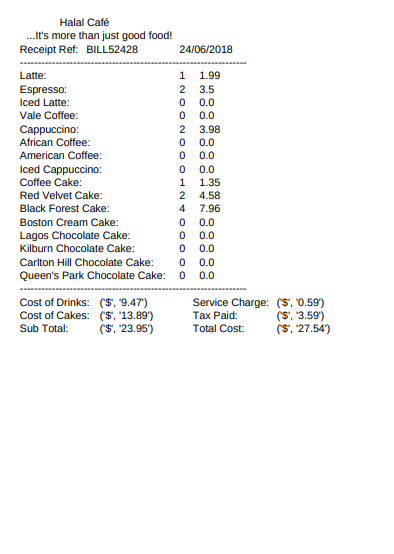 Halal Café
...It's more than just good food!
Receipt Ref: BILL52428 24/06/2018
----------------------------------------------------------------
Latte: 1 1.99
Espresso: 2 3.5
Iced Latte: 0 0.0
Vale Coffee: 0 0.0
Cappuccino: 2 3.98
African Coffee: 0 0.0
American Coffee: 0 0.0
Iced Cappuccino: 0 0.0
Coffee Cake: 1 1.35
Red Velvet Cake: 2 4.58
Black Forest Cake: 4 7.96
Boston Cream Cake: 0 0.0
Lagos Chocolate Cake: 0 0.0
Kilburn Chocolate Cake: 0 0.0
Carlton Hill Chocolate Cake: 0 0.0
Queen's Park Chocolate Cake: 0 0.0
----------------------------------------------------------------
Cost of Drinks: ('$', '9.47') Service Charge: ('$', '0.59')
Cost of Cakes: ('$', '13.89') Tax Paid: ('$', '3.59')
Sub Total: ('$', '23.95') Total Cost: ('$', '27.54')